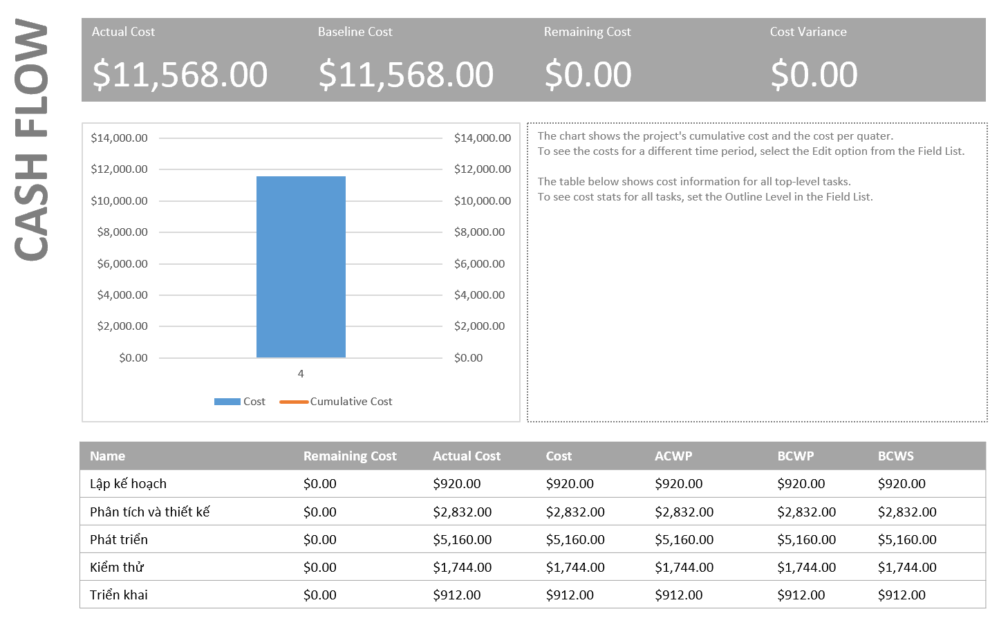 CASH FLOW
Actual Cost Baseline Cost Remaining Cost Cost Variance
$11,568.00 $11,568.00 $0.00 $0.00
$14,000.00 $14,000.00
$12,000.00 $12,000.00
$10,000.00 $10,000.00
$8,000.00 $8,000.00
$6,000.00 $6,000.00
$4,000.00 $4,000.00
$2,000.00 $2,000.00
$0.00 $0.00
4
Cost Cumulative Cost
The chart shows the project's cumulative cost and the cost per quater.
To see the costs for a different time period, select the Edit option from the Field List.
The table below shows cost information for all top-level tasks.
To see cost stats for all tasks, set the Outline Level in the Field List.
Name Remaining Cost Actual Cost Cost ACWP BCWP BCWS
Lập kế hoạch $0.00 $920.00 $920.00 $920.00 $920.00 $920.00
Phân tích và thiết kế $0.00 $2,832.00 $2,832.00 $2,832.00 $2,832.00 $2,832.00
Phát triển $0.00 $5,160.00 $5,160.00 $5,160.00 $5,160.00 $5,160.00
Kiểm thử $0.00 $1,744.00 $1,744.00 $1,744.00 $1,744.00 $1,744.00
Triển khai $0.00 $912.00 $912.00 $912.00 $912.00 $912.00